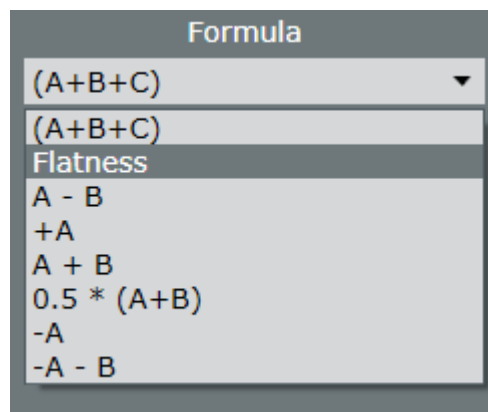 Formula
(A+B+C)
(A+B+C)
Flatness
A - B
+A
A + B
0.5 * (A+B)
-A
-A - B